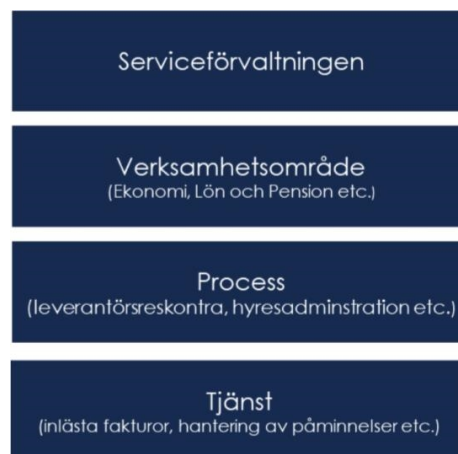 Serviceförvaltningen
Verksamhetsområde
(Ekonomi, Lön och Pension etc.)
Process
(leverantörsreskontra, hyresadminstration etc.)
Tjänst
(inlästa fakturor, hantering av påminnelser etc.)